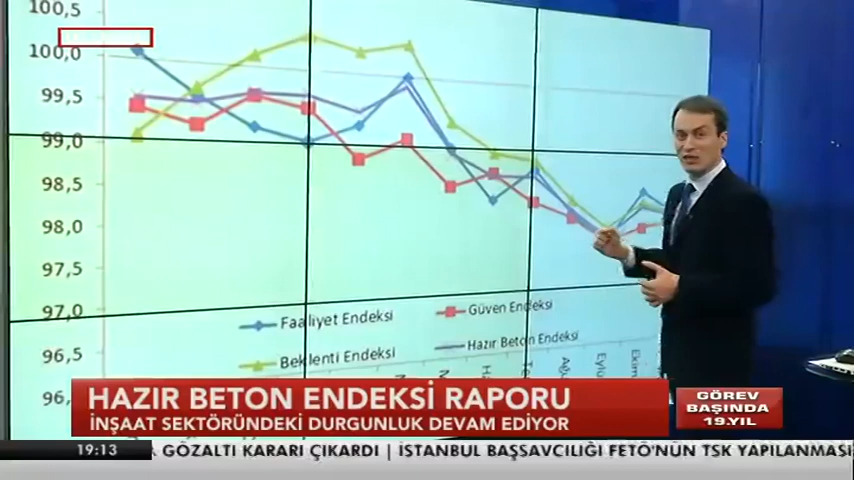 100,5
100,0
99,5
99,0
98,5
98,0
97,5
97,0
96,5
96,
Faaliyet Endeksi
Güven Endeksi
Beklenti Endeksi
Hazır Beton Endeksi
HAZIR BETON ENDEKSİ RAPORU
İNŞAAT SEKTÖRÜNDEKİ DURGUNLUK DEVAM EDİYOR
GÖREV
BAŞINDA
19.YIL
19:13
GÖZALTI KARARI ÇIKARDI | İSTANBUL BAŞSAVCILIĞI FETÖ'NÜN TSK YAPILANMASI